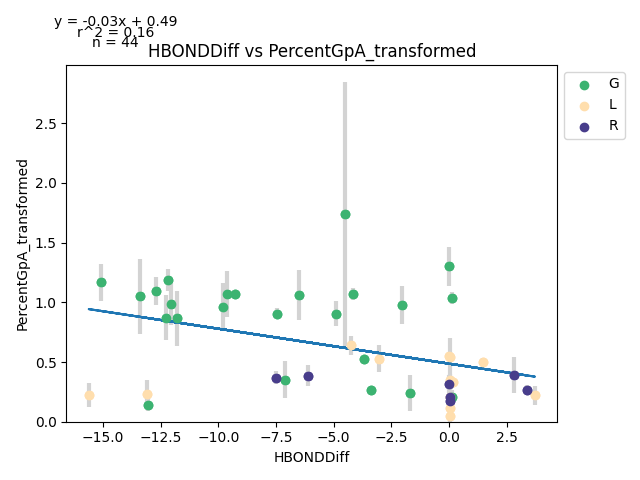 y = -0.03x + 0.49
r^2 = 0.16
n = 44
HBONDDiff vs PercentGpA_transformed
G
L
R
PercentGpA_transformed
2.5
2.0
1.5
1.0
0.5
0.0
−15.0 −12.5 −10.0 −7.5 −5.0 −2.5 0.0 2.5
HBONDDiff